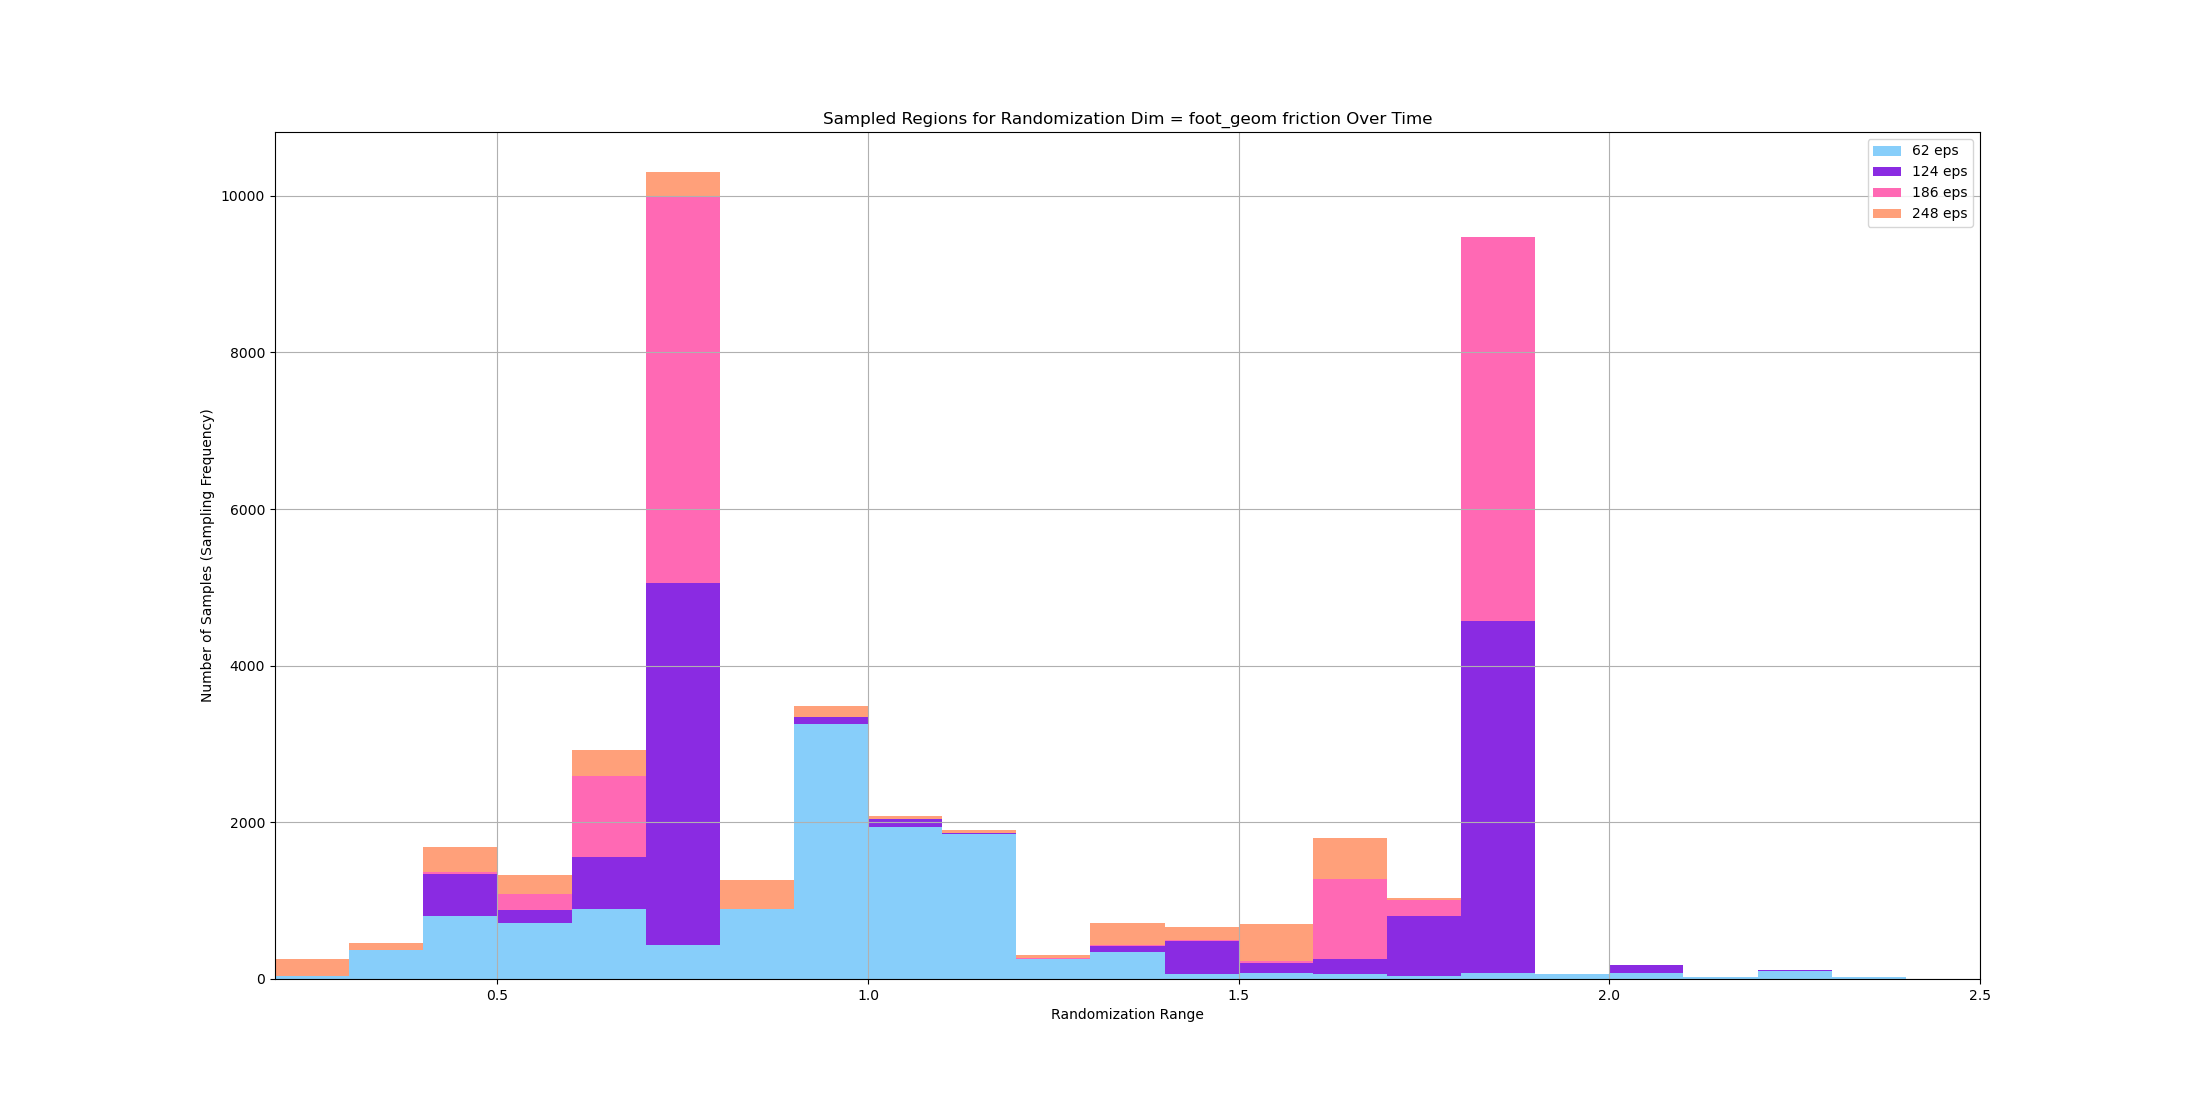 Sampled Regions for Randomization Dim = foot_geom friction Over Time
62 eps
124 eps
186 eps
248 eps
10000
8000
6000
4000
2000
0
Number of Samples (Sampling Frequency)
0.5 1.0 1.5 2.0 2.5
Randomization Range